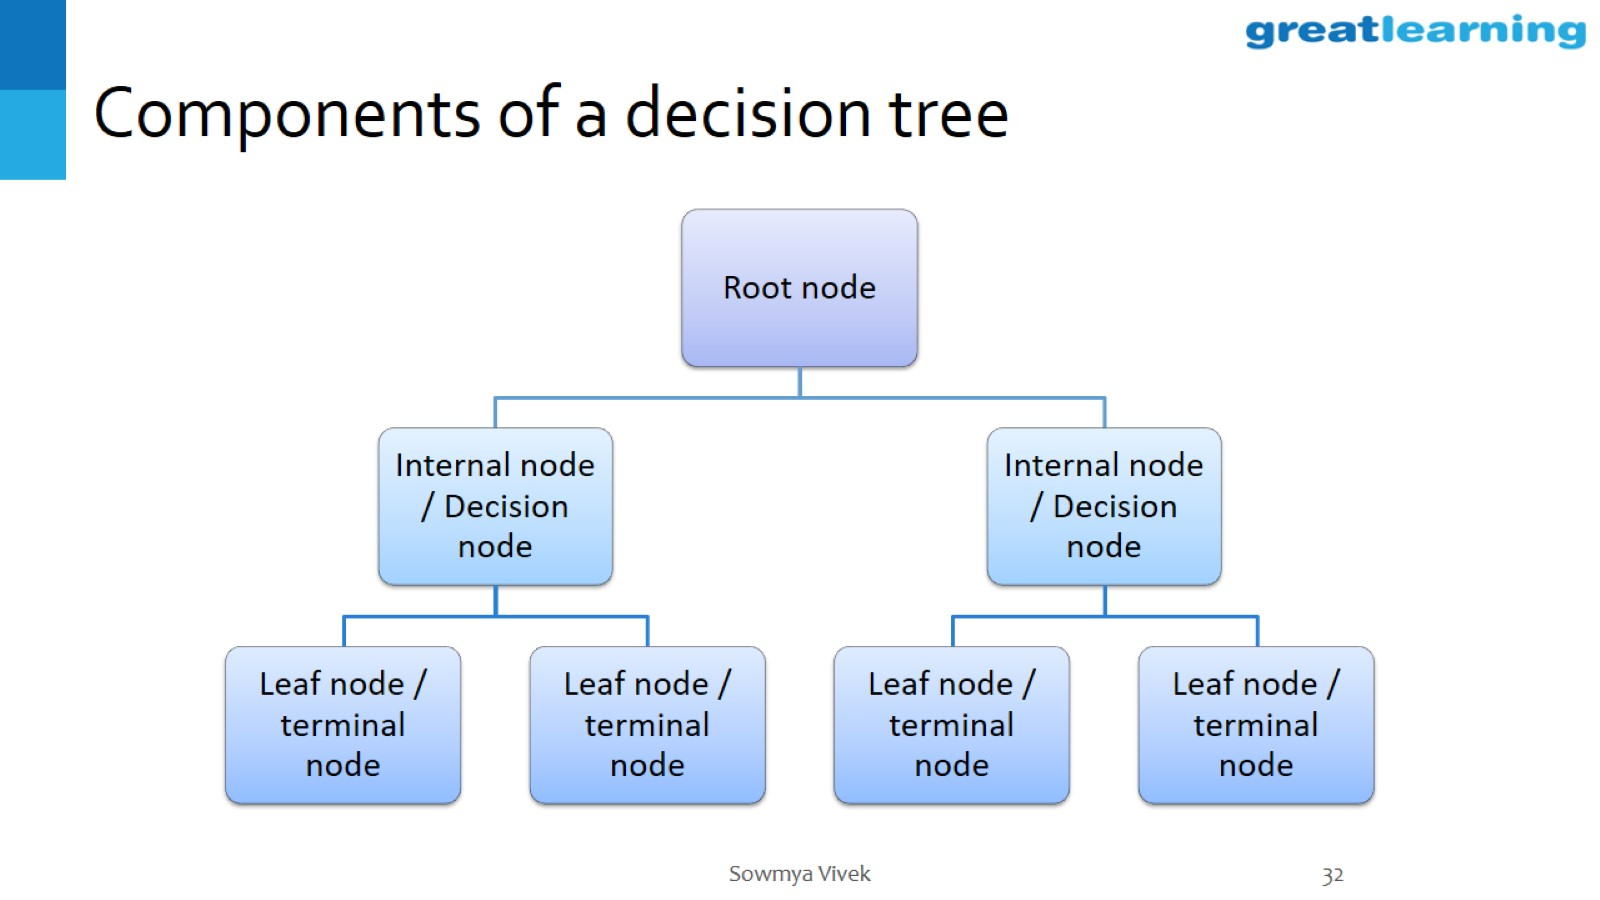 greatlearning
Components of a decision tree
Root node
Internal node
/ Decision
node
Internal node
/ Decision
node
Leaf node /
terminal
node
Leaf node /
terminal
node
Leaf node /
terminal
node
Leaf node /
terminal
node
Sowmya Vivek
32